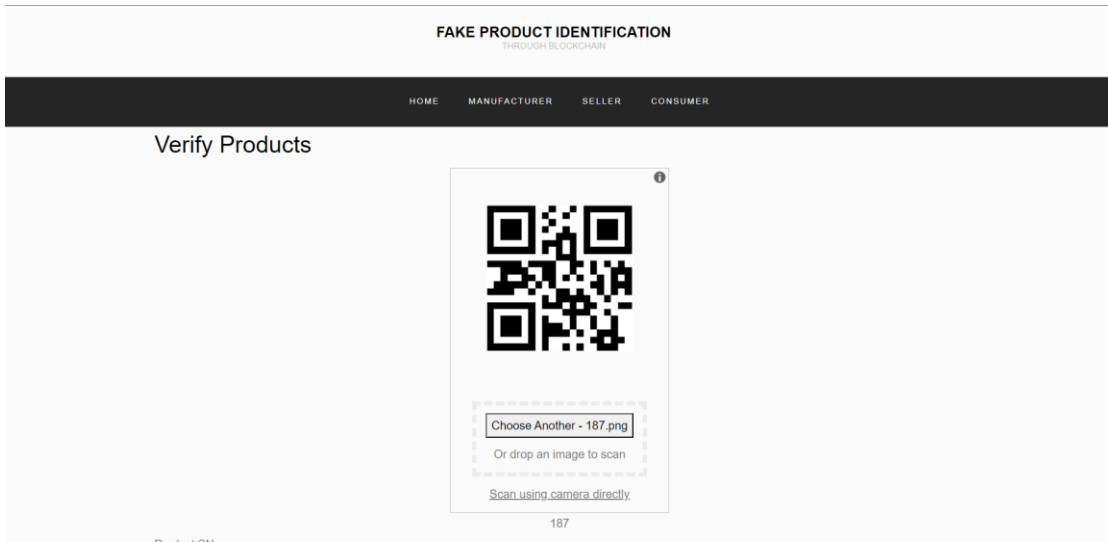 FAKE PRODUCT IDENTIFICATION
THROUGH BLOCKCHAIN
HOME MANUFACTURER SELLER CONSUMER
Verify Products
Choose Another - 187.png
Or drop an image to scan
Scan using camera directly
187